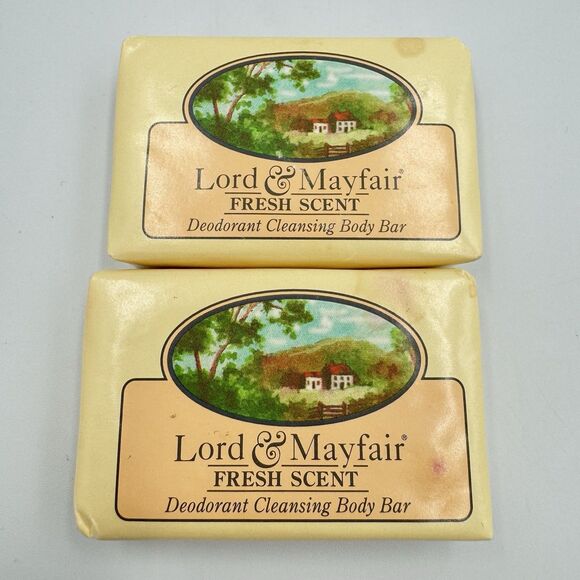 Lord & Mayfair®
FRESH SCENT
Deodorant Cleansing Body Bar
Lord & Mayfair®
FRESH SCENT
Deodorant Cleansing Body Bar